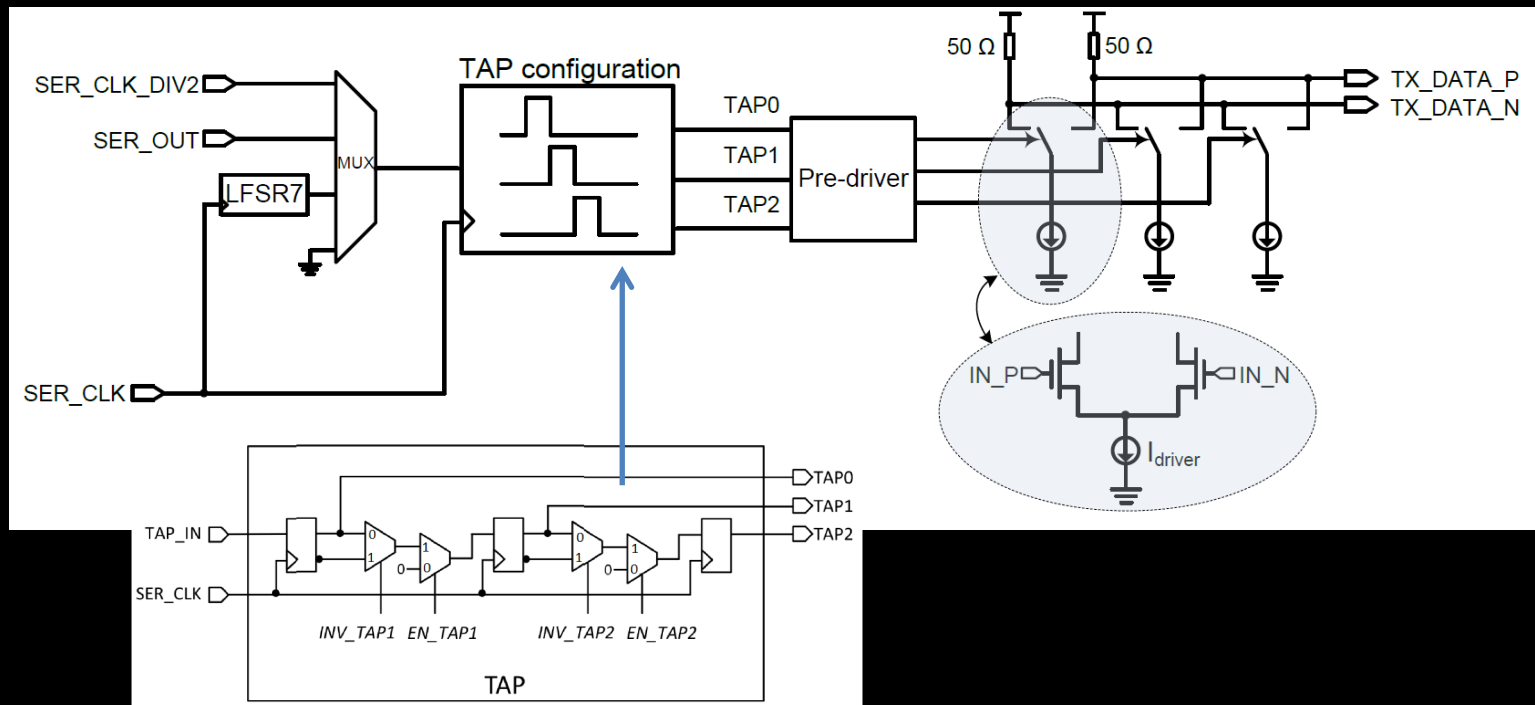 SER_CLK_DIV2
SER_OUT
LFSR7
MUX
SER_CLK
TAP configuration
TAP0
TAP1
TAP2
Pre-driver
50 Ω
50 Ω
TX_DATA_P
TX_DATA_N
IN_P
IN_N
Idriver
TAP_IN
SER_CLK
0
1
1
0
0
0
1
1
0
0
INV_TAP1
EN_TAP1
INV_TAP2
EN_TAP2
TAP0
TAP1
TAP2
TAP